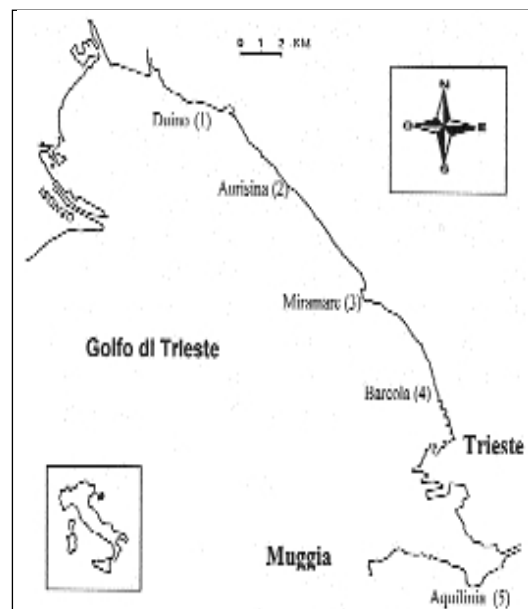 0 1 2 KM
N
O E
S
Duino (1)
Aurisina (2)
ISONZO
Miramare (3)
Golfo di Trieste
Barcola (4)
Trieste
Muggia
Aquilinia (5)